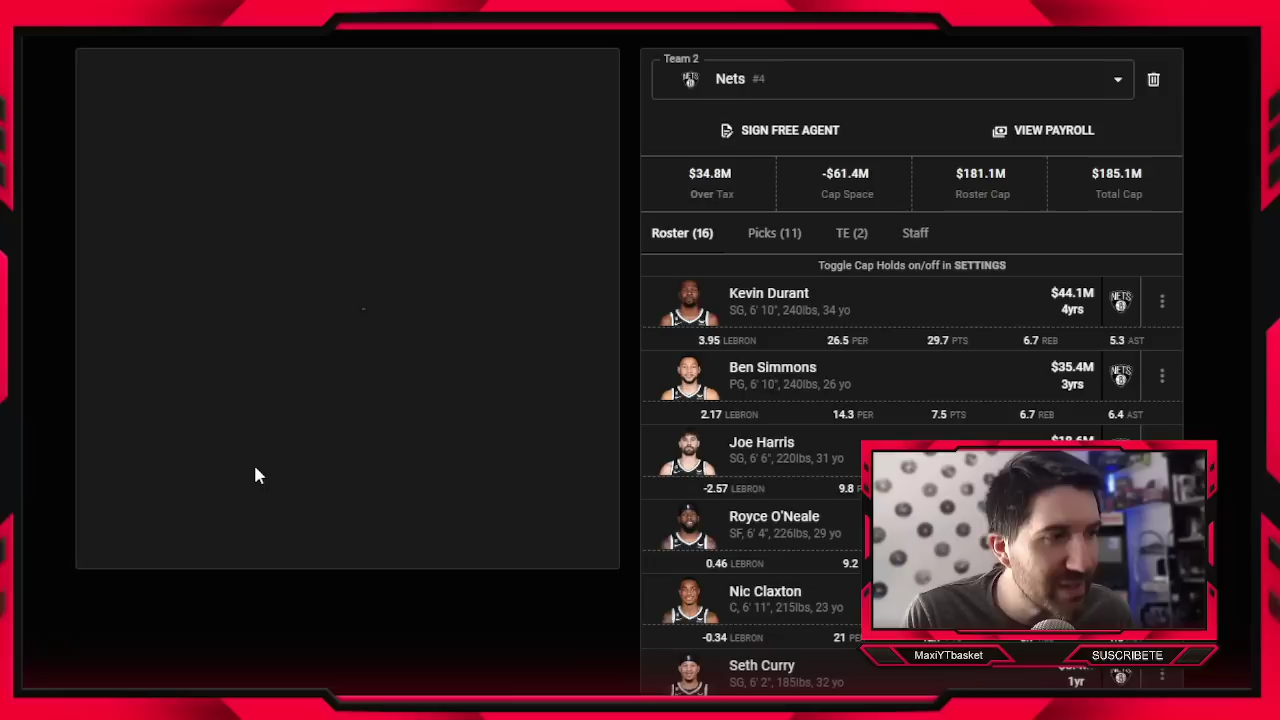 Team 2
NETS Nets #4
SIGN FREE AGENT VIEW PAYROLL
$34.8M -$61.4M $181.1M $185.1M
Over Tax Cap Space Roster Cap Total Cap
Roster (16) Picks (11) TE (2) Staff
Toggle Cap Holds on/off in SETTINGS
Kevin Durant $44.1M NETS
SG, 6' 10", 240lbs, 34 yo 4yrs
3.95 LEBRON 26.5 PER 29.7 PTS 6.7 REB 5.3 AST
Ben Simmons $35.4M NETS
PG, 6' 10", 240lbs, 26 yo 3yrs
2.17 LEBRON 14.3 PER 7.5 PTS 6.7 REB 6.4 AST
Joe Harris
SG, 6' 6", 220lbs, 31 yo
-2.57 LEBRON 9.8
Royce O'Neale
SF, 6' 4", 226lbs, 29 yo
0.46 LEBRON 9.2
Nic Claxton
C, 6' 11", 215lbs, 23 yo
-0.34 LEBRON 21
Seth Curry
SG, 6' 2", 185lbs, 32 yo 1yr
MaxiYTbasket SUSCRIBETE